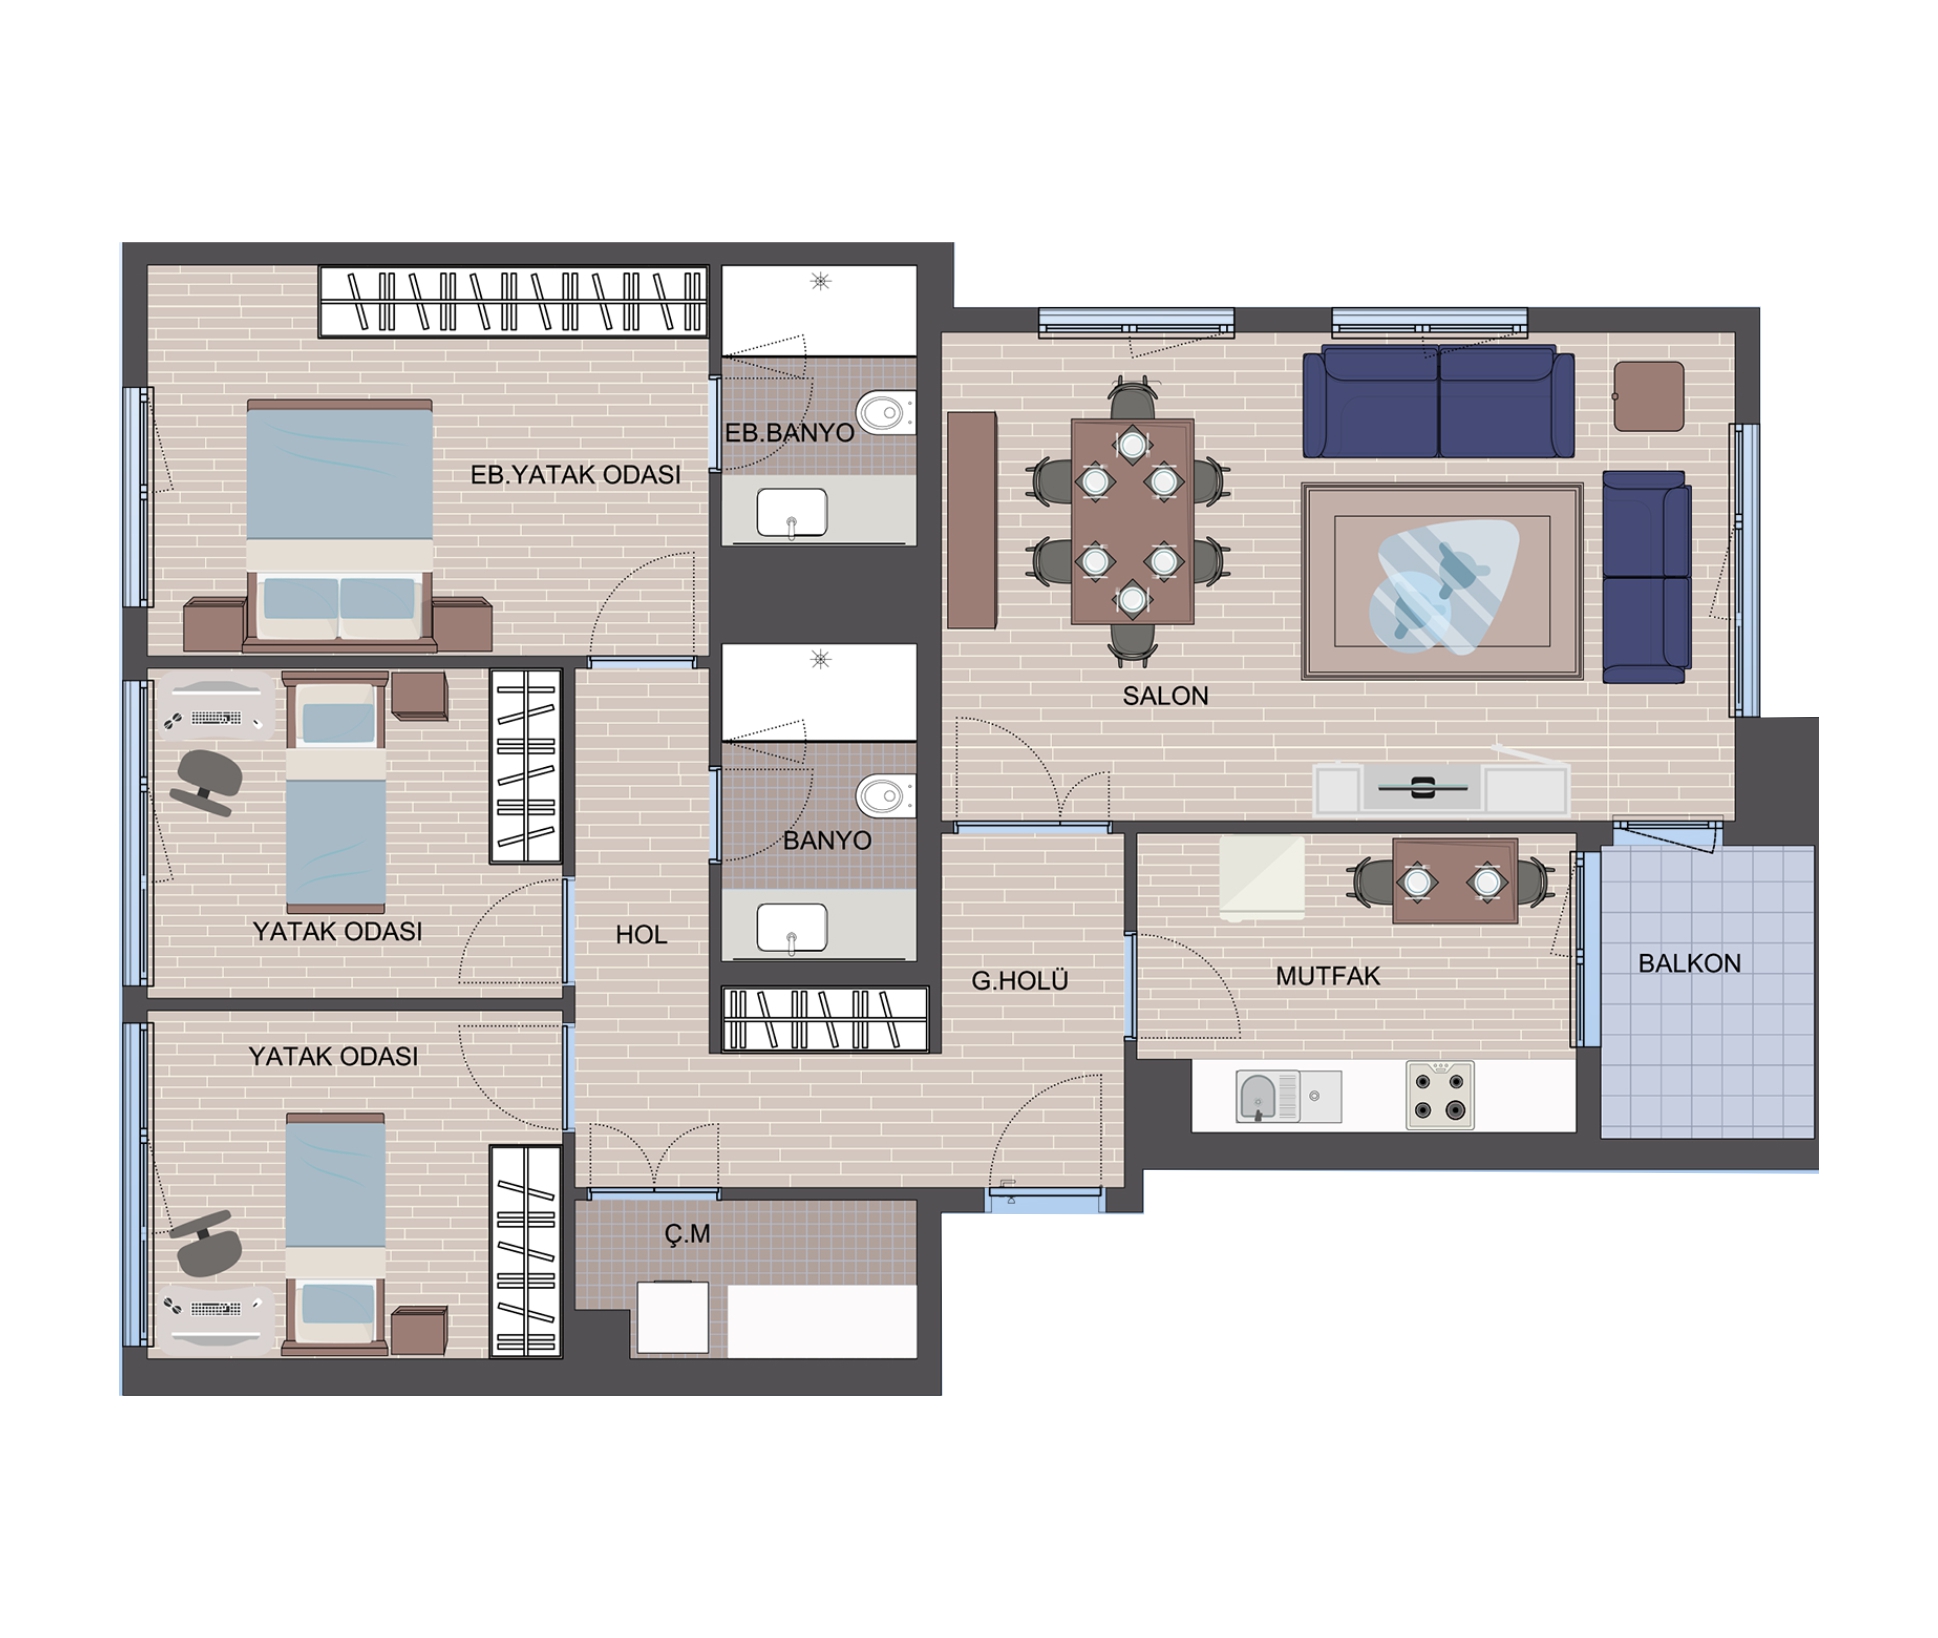 EB.BANYO
EB.YATAK ODASI
SALON
BANYO
YATAK ODASI
HOL
G.HOLÜ
MUTFAK
BALKON
YATAK ODASI
Ç.M